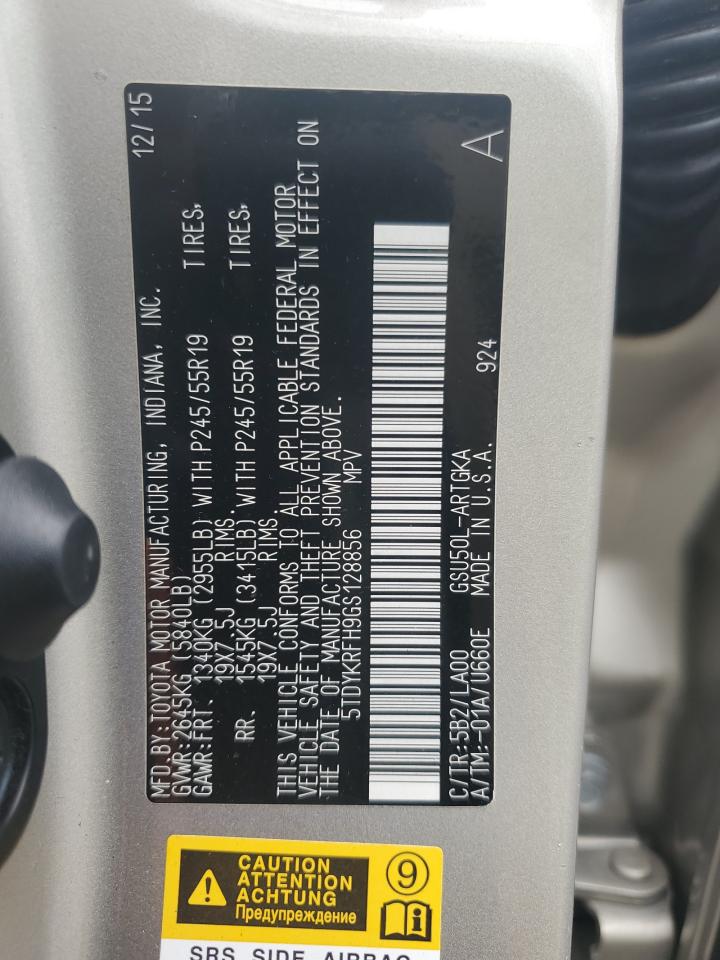 MFD.BY:TOYOTA MOTOR MANUFACTURING, INDIANA, INC. 12/15
GVWR:2645KG (5840LB)
GAWR:FRT. 1340KG (2955LB) WITH P245/55R19 TIRES,
19X7.5J RIMS.
RR. 1545KG (3415LB) WITH P245/55R19 TIRES,
19X7.5J RIMS.
THIS VEHICLE CONFORMS TO ALL APPLICABLE FEDERAL MOTOR
VEHICLE SAFETY AND THEFT PREVENTION STANDARDS IN EFFECT ON
THE DATE OF MANUFACTURE SHOWN ABOVE.
5TDYKRFH9GS128856 MPV
C/TR:5B2/LA00 GSU50L-ARTGKA
A/TM:-01A/U660E MADE IN U.S.A. 924
A
CAUTION
ATTENTION
ACHTUNG
Предупреждение
9
SRS SIDE AIRBAG